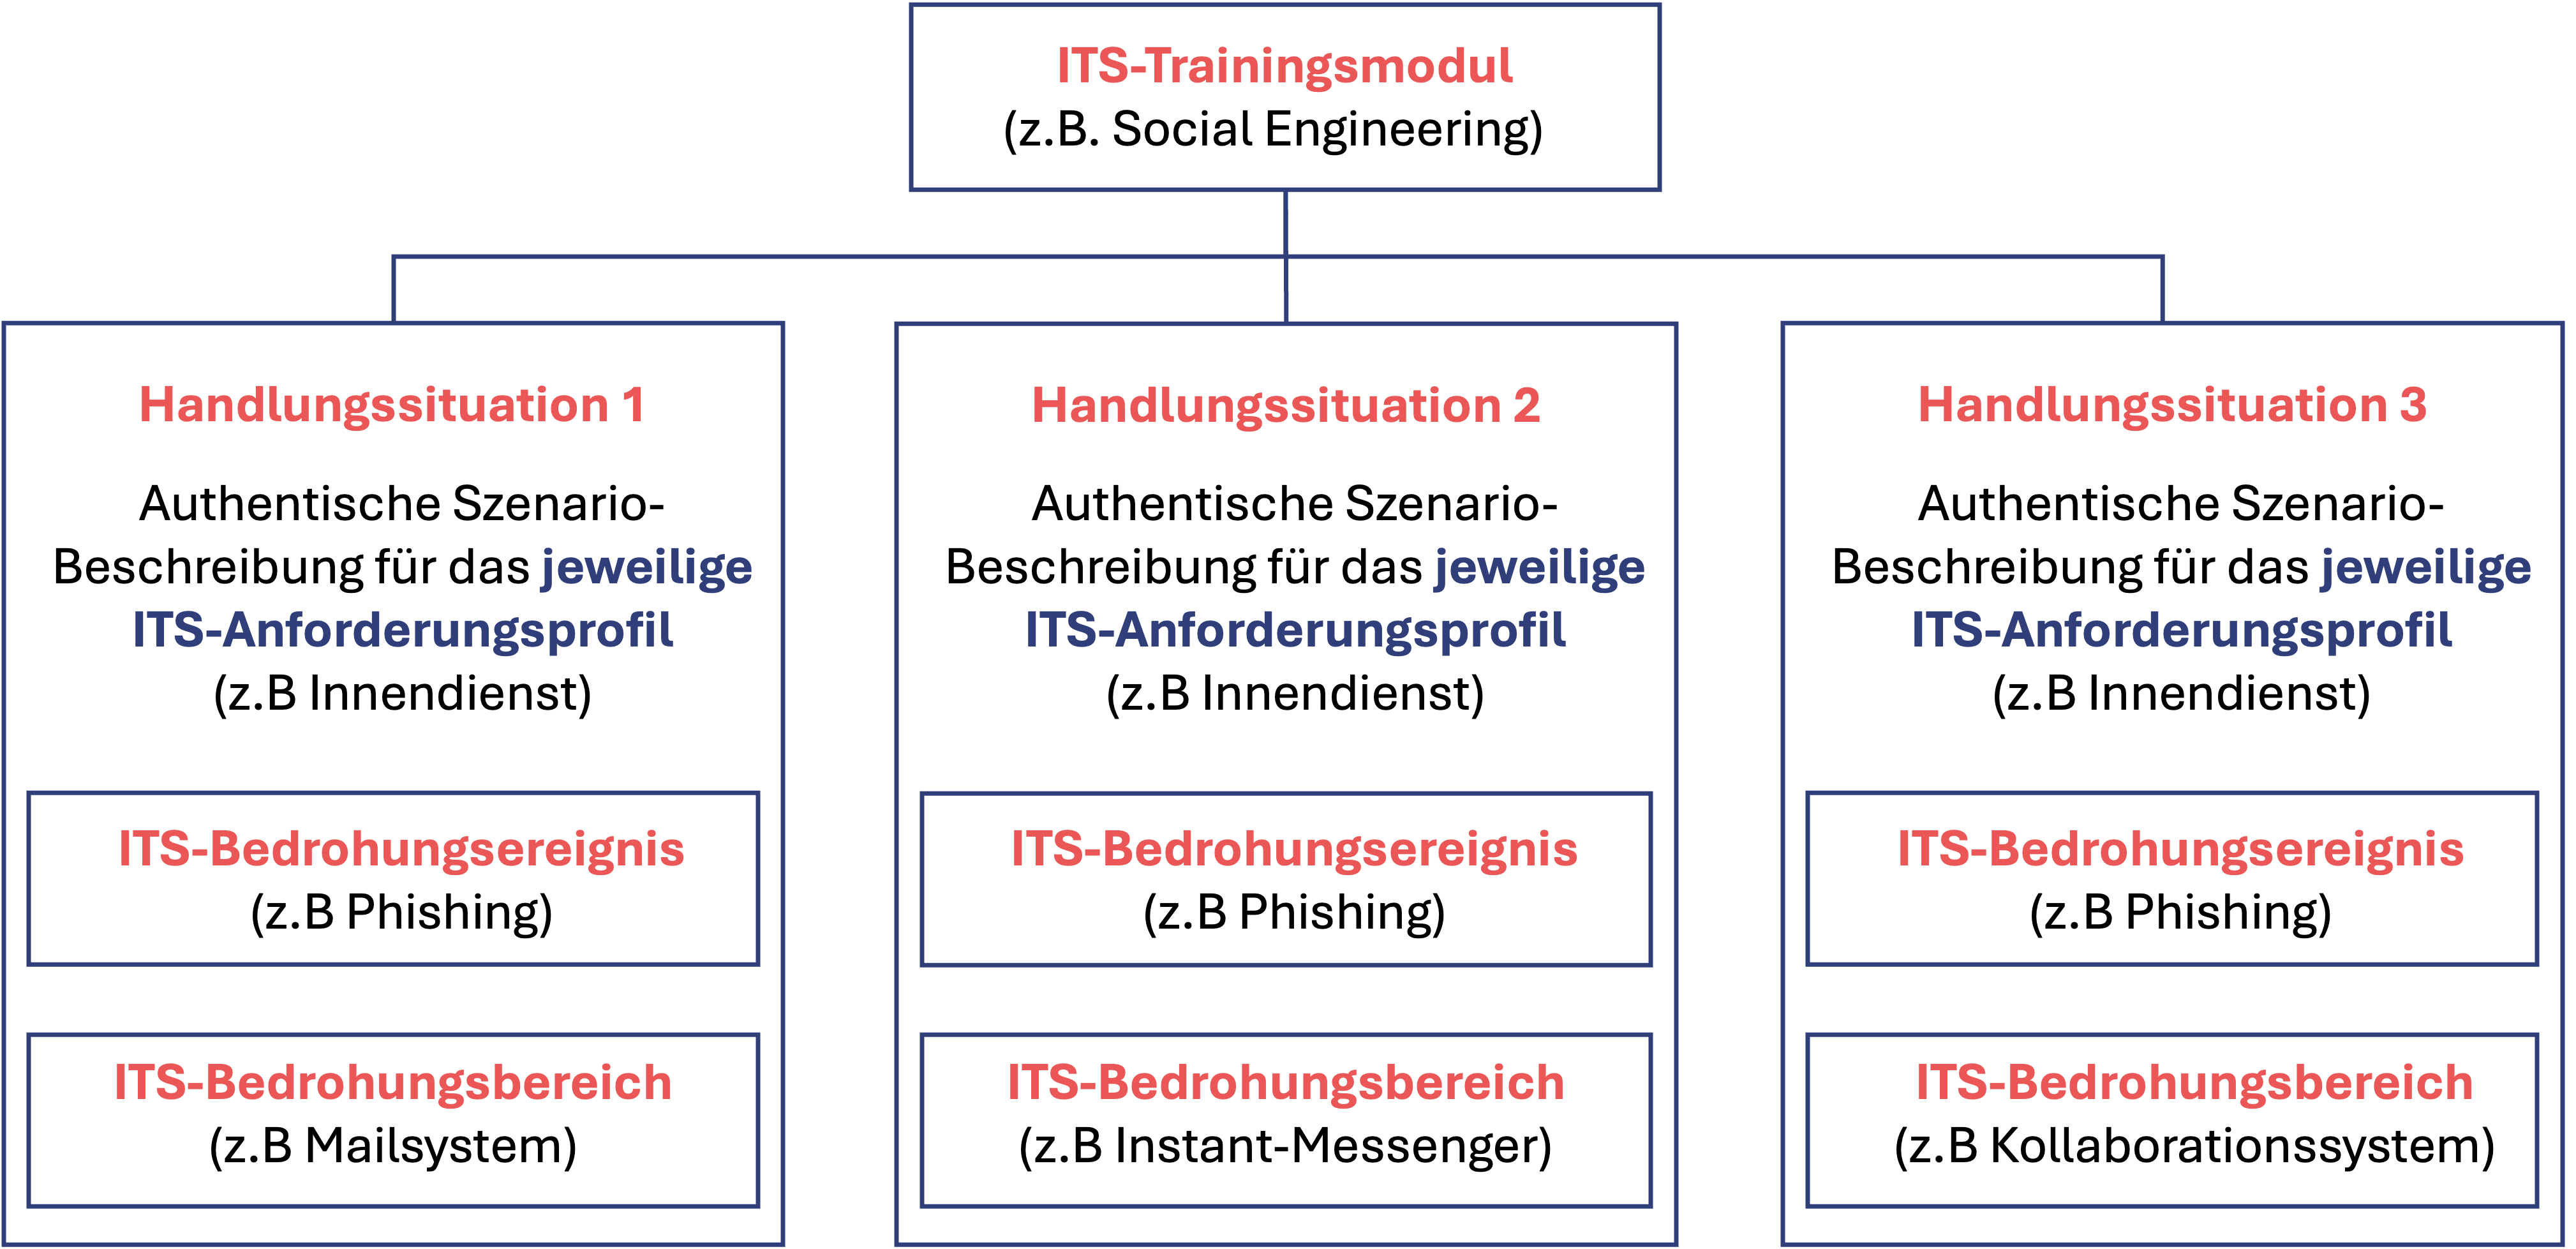 ITS-Trainingsmodul
(z.B. Social Engineering)
Handlungssituation 1
Authentische Szenario-
Beschreibung für das jeweilige
ITS-Anforderungsprofil
(z.B Innendienst)
ITS-Bedrohungsereignis
(z.B Phishing)
ITS-Bedrohungsbereich
(z.B Mailsystem)
Handlungssituation 2
Authentische Szenario-
Beschreibung für das jeweilige
ITS-Anforderungsprofil
(z.B Innendienst)
ITS-Bedrohungsereignis
(z.B Phishing)
ITS-Bedrohungsbereich
(z.B Instant-Messenger)
Handlungssituation 3
Authentische Szenario-
Beschreibung für das jeweilige
ITS-Anforderungsprofil
(z.B Innendienst)
ITS-Bedrohungsereignis
(z.B Phishing)
ITS-Bedrohungsbereich
(z.B Kollaborationssystem)